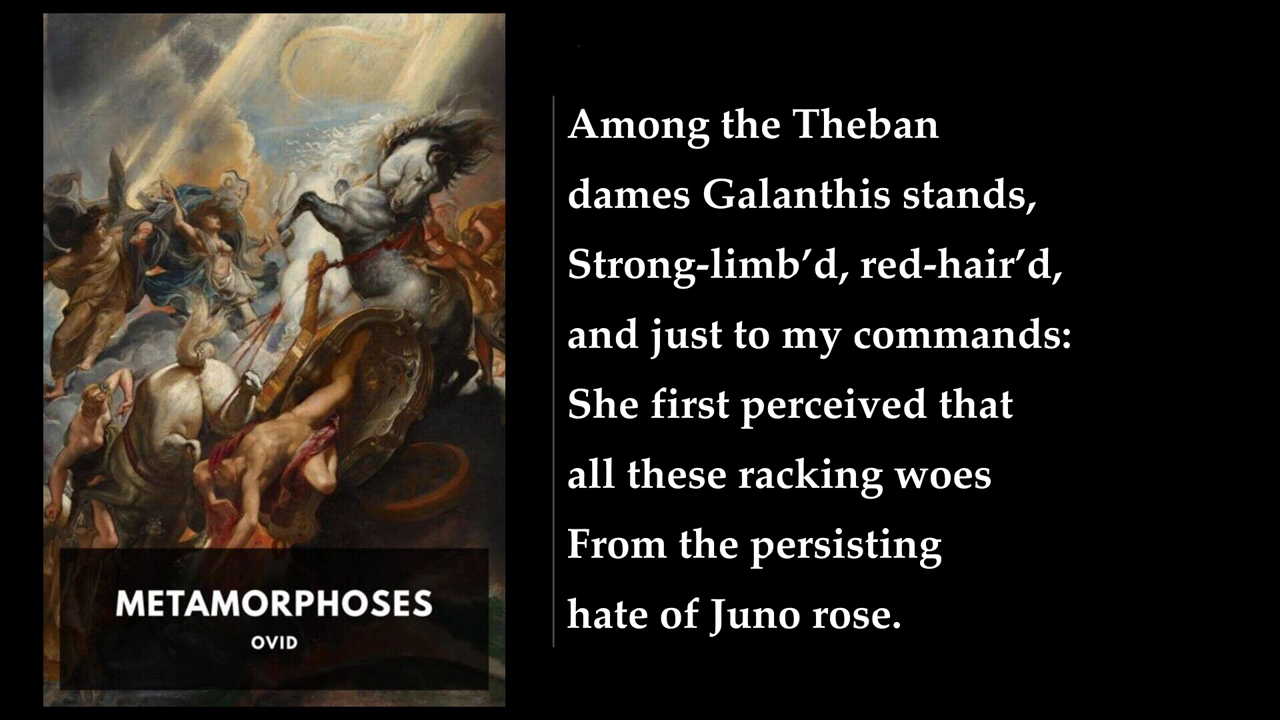 METAMORPHOSES
OVID
Among the Theban
dames Galanthis stands,
Strong-limb’d, red-hair’d,
and just to my commands:
She first perceived that
all these racking woes
From the persisting
hate of Juno rose.